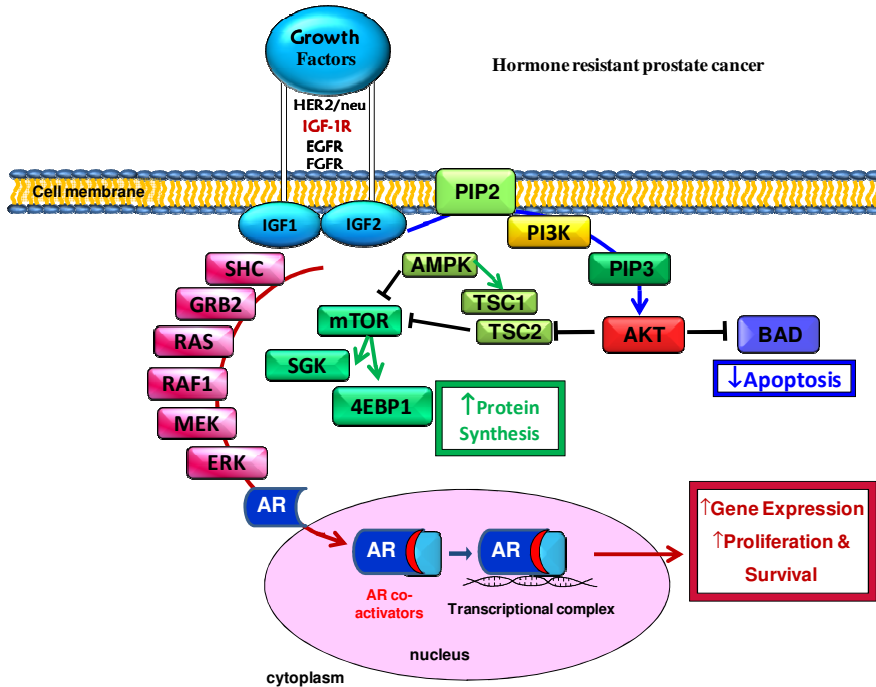 Growth
Factors
Hormone resistant prostate cancer
HER2/neu
IGF-1R
EGFR
FGFR
Cell membrane
PIP2
IGF1
IGF2
PI3K
SHC
AMPK
PIP3
GRB2
TSC1
mTOR
TSC2
AKT
BAD
RAS
SGK
↓Apoptosis
RAF1
4EBP1
↑Protein
Synthesis
MEK
ERK
AR
↑Gene Expression
↑Proliferation &
Survival
AR
AR
AR co-
activators
Transcriptional complex
nucleus
cytoplasm